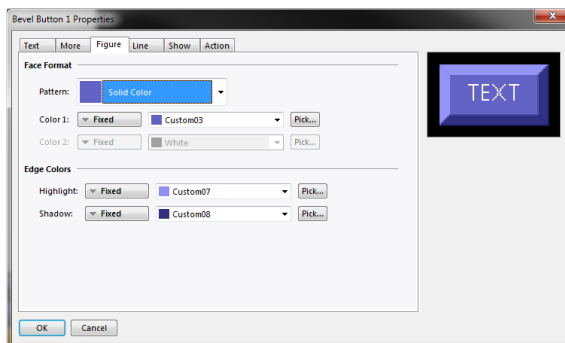 Bevel Button 1 Properties
Text More Figure Line Show Action
Face Format
Pattern: Solid Color
Color 1: Fixed Custom03 Pick...
Color 2: Fixed White Pick...
Edge Colors
Highlight: Fixed Custom07 Pick...
Shadow: Fixed Custom08 Pick...
OK Cancel
TEXT